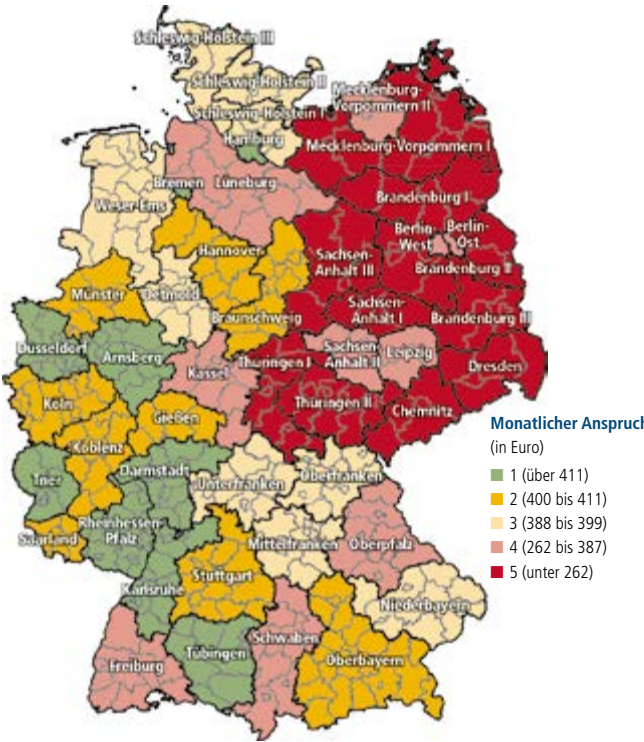 Schleswig-Holstein III
Schleswig-Holstein II
Mecklenburg-
Vorpommern II
Schleswig-Holstein I
Hamburg
Mecklenburg-Vorpommern I
Bremen
Lüneburg
Brandenburg I
Weser-Ems
Berlin-
West
Berlin-
Ost
Hannover
Sachsen-
Anhalt III
Brandenburg II
Münster
Detmold
Braunschweig
Sachsen-
Anhalt I
Brandenburg III
Düsseldorf
Arnsberg
Kassel
Thüringen I
Sachsen-
Anhalt II
Leipzig
Dresden
Köln
Gießen
Thüringen II
Chemnitz
Koblenz
Darmstadt
Unterfranken
Oberfranken
Trier
Rheinhessen-
Pfalz
Saarland
Mittelfranken
Oberpfalz
Karlsruhe
Stuttgart
Niederbayern
Freiburg
Tübingen
Schwaben
Oberbayern
Monatlicher Anspruch
(in Euro)
1 (über 411)
2 (400 bis 411)
3 (388 bis 399)
4 (262 bis 387)
5 (unter 262)